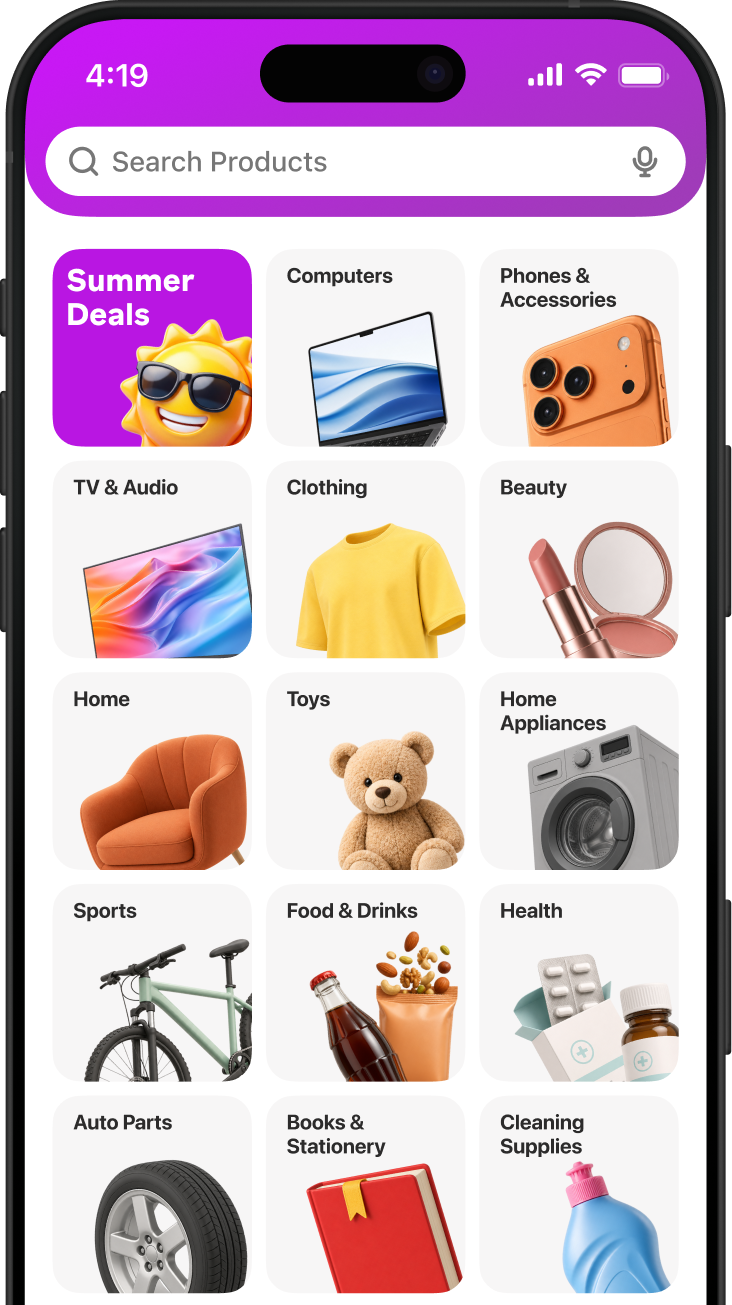 4:19
Search Products
Summer
Deals
Computers
Phones &
Accessories
TV & Audio
Clothing
Beauty
Home
Toys
Home
Appliances
Sports
Food & Drinks
Health
Auto Parts
Books &
Stationery
Cleaning
Supplies